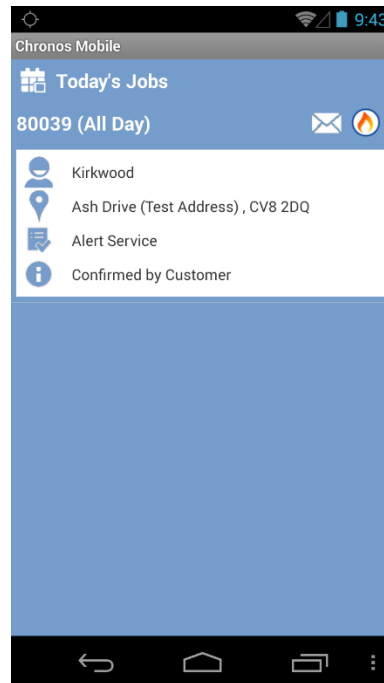 9:43
Chronos Mobile
Today's Jobs
80039 (All Day)
Kirkwood
Ash Drive (Test Address) , CV8 2DQ
Alert Service
Confirmed by Customer